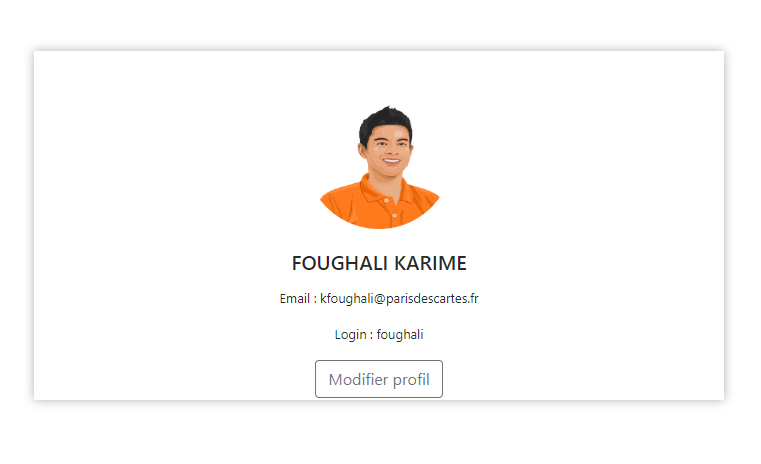 FOUGHALI KARIME
Email : kfoughali@parisdescartes.fr
Login : foughali
Modifier profil